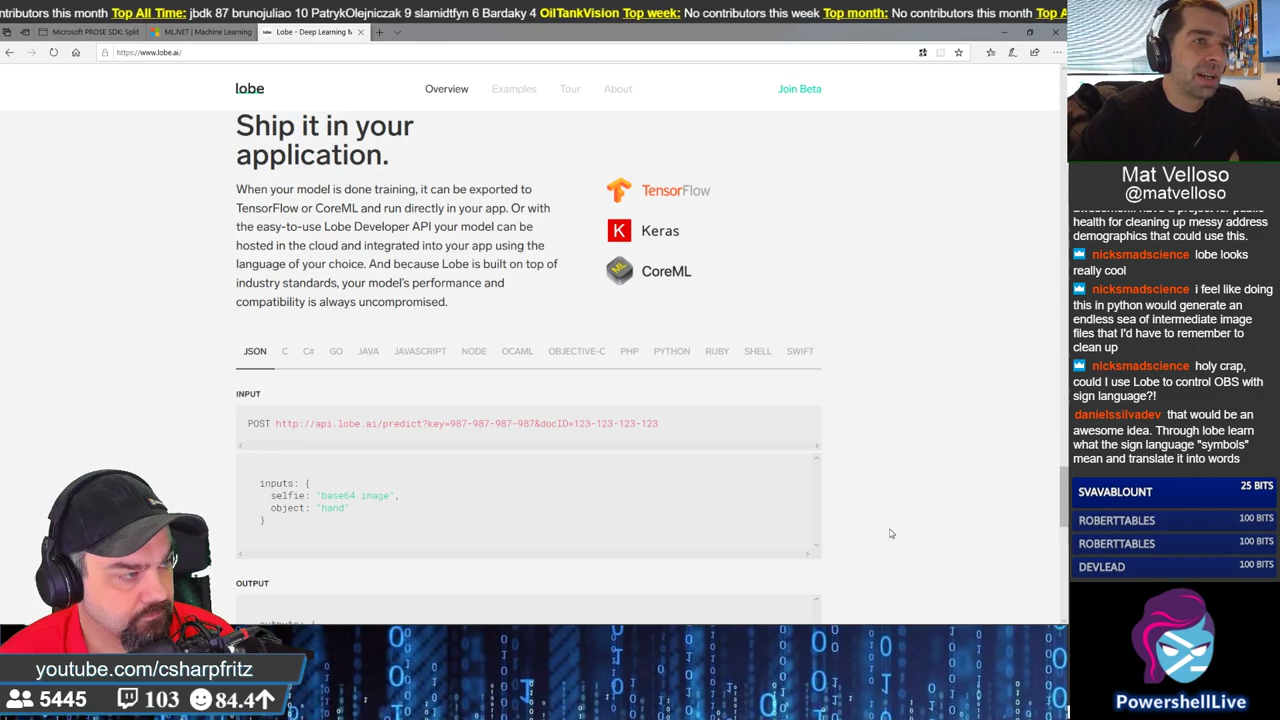 ntributors this month Top All Time: jbdk 87 brunojuliao 10 PatrykOlejniczak 9 slandltfyn 6 Bardaky 4 OilTankVision Top week: No contributors this week Top month: No contributors this month Top A
Microsoft PROSE SDK: Split
ML.NET | Machine Learning
Lobe - Deep Learning M
https://www.lobe.ai/
lobe
Overview Examples Tour About
Join Beta
Ship it in your
application.
When your model is done training, it can be exported to
TensorFlow or CoreML and run directly in your app. Or with
the easy-to-use Lobe Developer API your model can be
hosted in the cloud and integrated into your app using the
language of your choice. And because Lobe is built on top of
industry standards, your model's performance and
compatibility is always uncompromised.
TensorFlow
Keras
CoreML
JSON C C# GO JAVA JAVASCRIPT NODE OCAML OBJECTIVE-C PHP PYTHON RUBY SHELL SWIFT
INPUT
POST http://api.lobe.ai/predict?key=987-987-987-987&docID=123-123-123-123
inputs: {
selfie: "base64 image",
object: "hand"
}
OUTPUT
outputs: {
Mat Velloso
@matvelloso
health for cleaning up messy address
demographics that could use this.
nicksmadscience lobe looks
really cool
nicksmadscience i feel like doing
this in python would generate an
endless sea of intermediate image
files that I'd have to remember to
clean up
nicksmadscience holy crap,
could I use Lobe to control OBS with
sign language?!
danielssilvadev that would be an
awesome idea. Through lobe learn
what the sign language "symbols"
mean and translate it into words
SVAVABLOUNT 25 BITS
ROBERTTABLES 100 BITS
ROBERTTABLES 100 BITS
DEVLEAD 100 BITS
PowershellLive
youtube.com/csharpfritz
5445 103 84.4